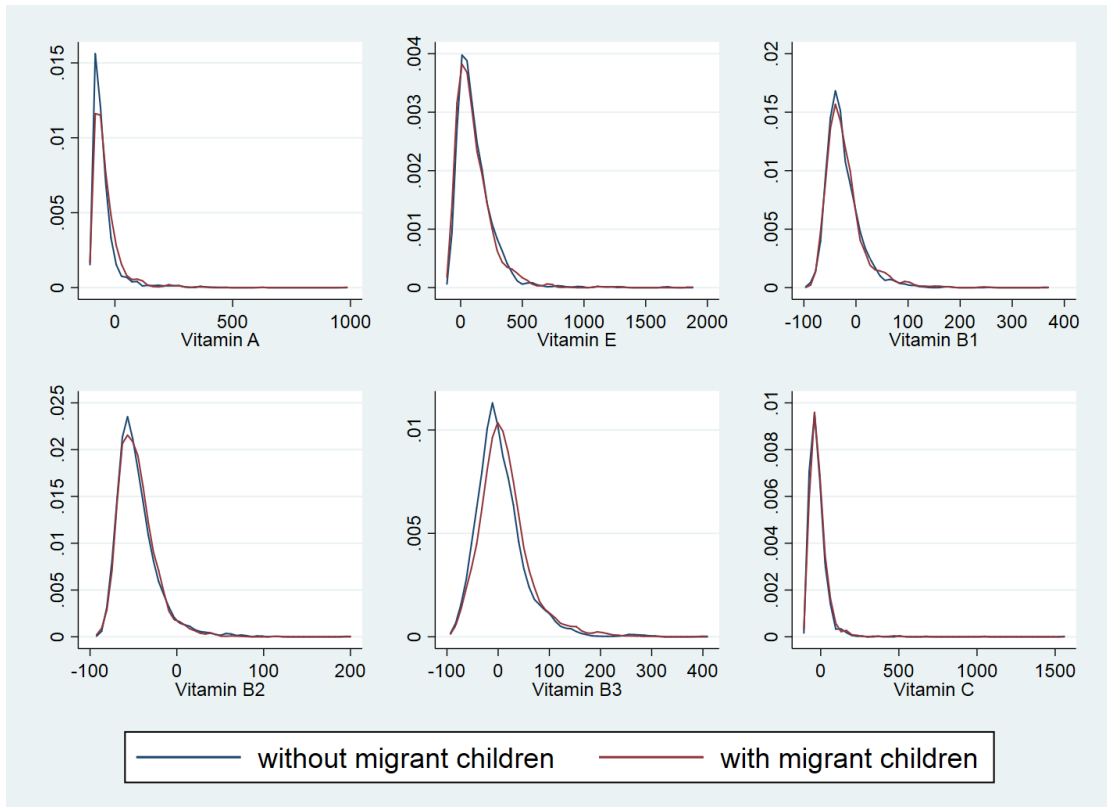 .015
.01
.005
0
0 500 1000
Vitamin A
.004
.003
.002
.001
0
0 500 1000 1500 2000
Vitamin E
.02
.015
.01
.005
0
-100 0 100 200 300 400
Vitamin B1
.025
.02
.015
.01
.005
0
-100 0 100 200
Vitamin B2
.01
.005
0
-100 0 100 200 300 400
Vitamin B3
.01
.008
.006
.004
.002
0
0 500 1000 1500
Vitamin C
without migrant children with migrant children